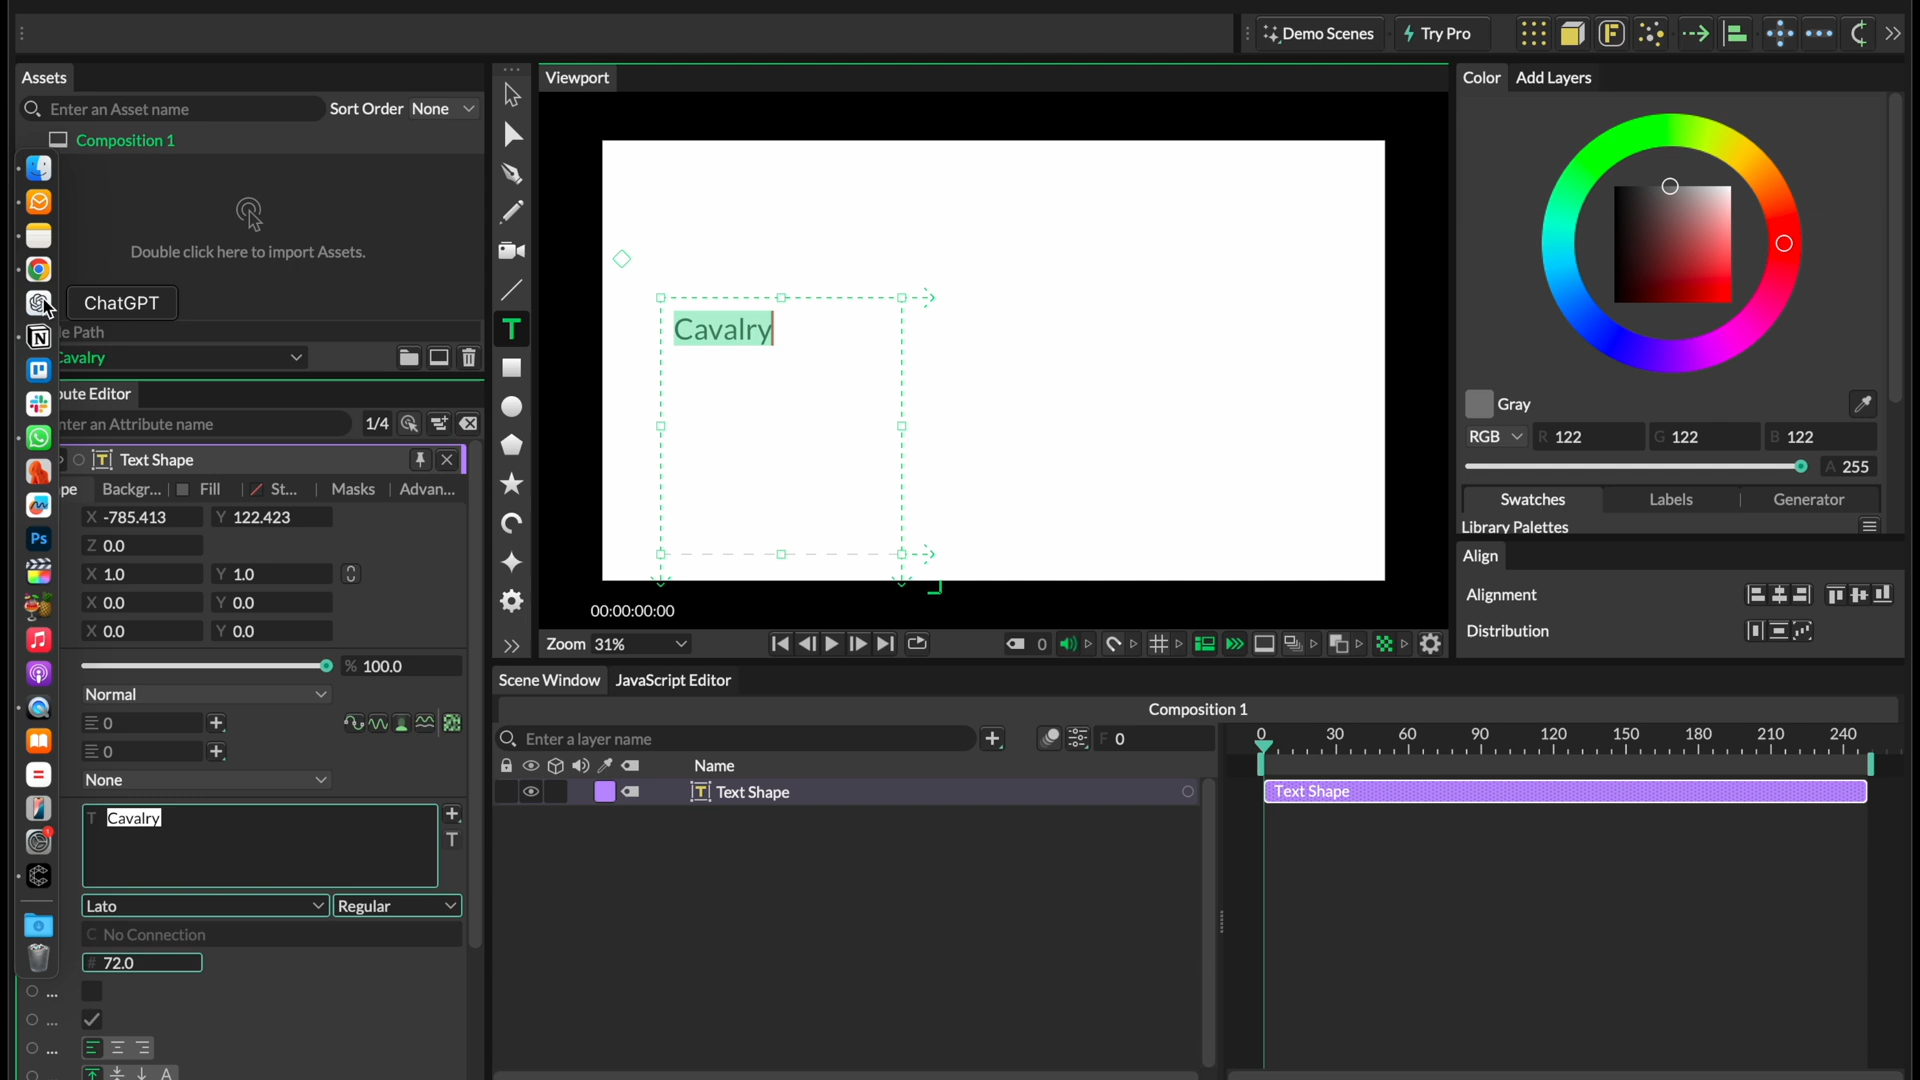 Demo Scenes
Try Pro
Assets
Enter an Asset name
Sort Order None
Composition 1
Double click here to import Assets.
ChatGPT
le Path
Cavalry
bute Editor
nter an Attribute name
1/4
Text Shape
pe Backgr... Fill St... Masks Advan...
X -785.413 Y 122.423
Z 0.0
X 1.0 Y 1.0
X 0.0 Y 0.0
X 0.0 Y 0.0
% 100.0
Normal
0
0
None
T Cavalry
T
Lato Regular
C No Connection
# 72.0
...
...
...
...
Viewport
Cavalry
00:00:00:00
Zoom 31%
0
Color Add Layers
Gray
RGB R 122 G 122 B 122
A 255
Swatches Labels Generator
Library Palettes
Align
Alignment
Distribution
Scene Window JavaScript Editor
Composition 1
Enter a layer name
F 0
0 30 60 90 120 150 180 210 240
Name
Text Shape
Text Shape
Ps